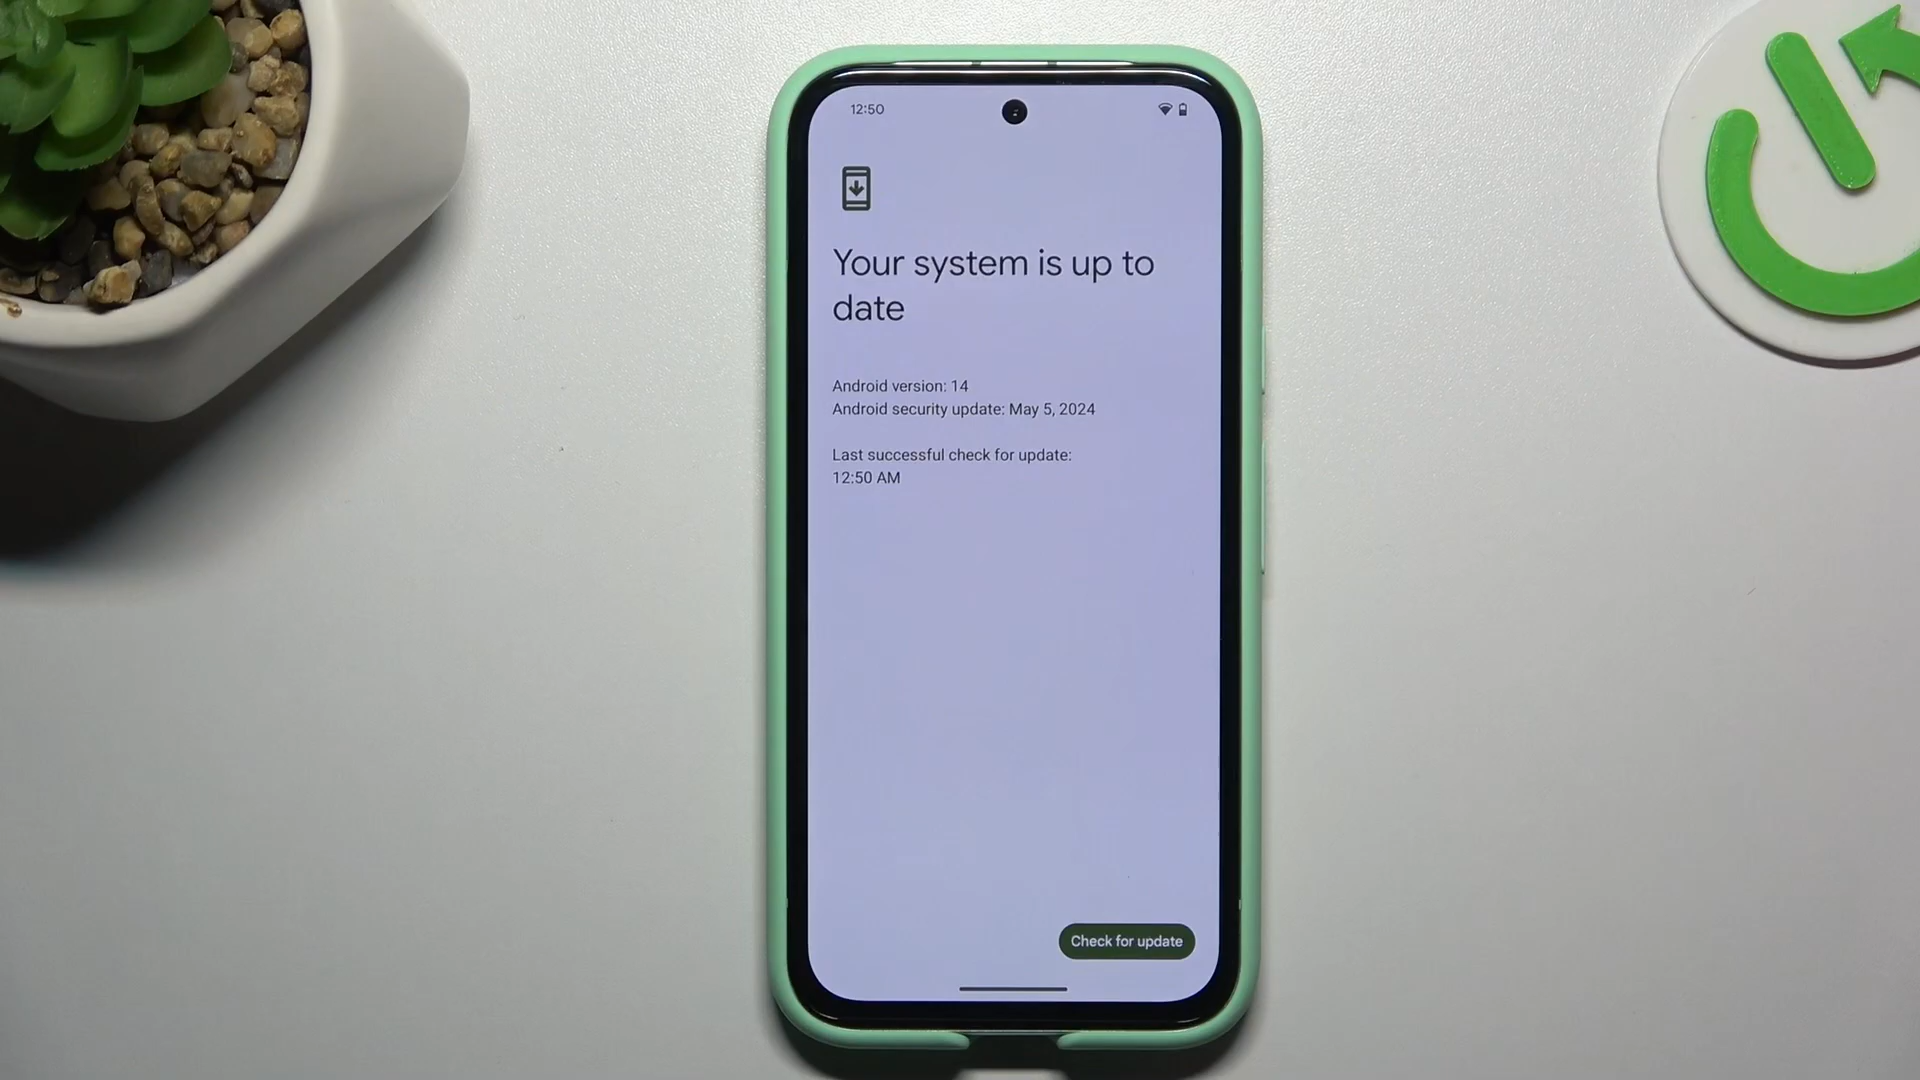 12:50
Your system is up to
date
Android version: 14
Android security update: May 5, 2024
Last successful check for update:
12:50 AM
Check for update